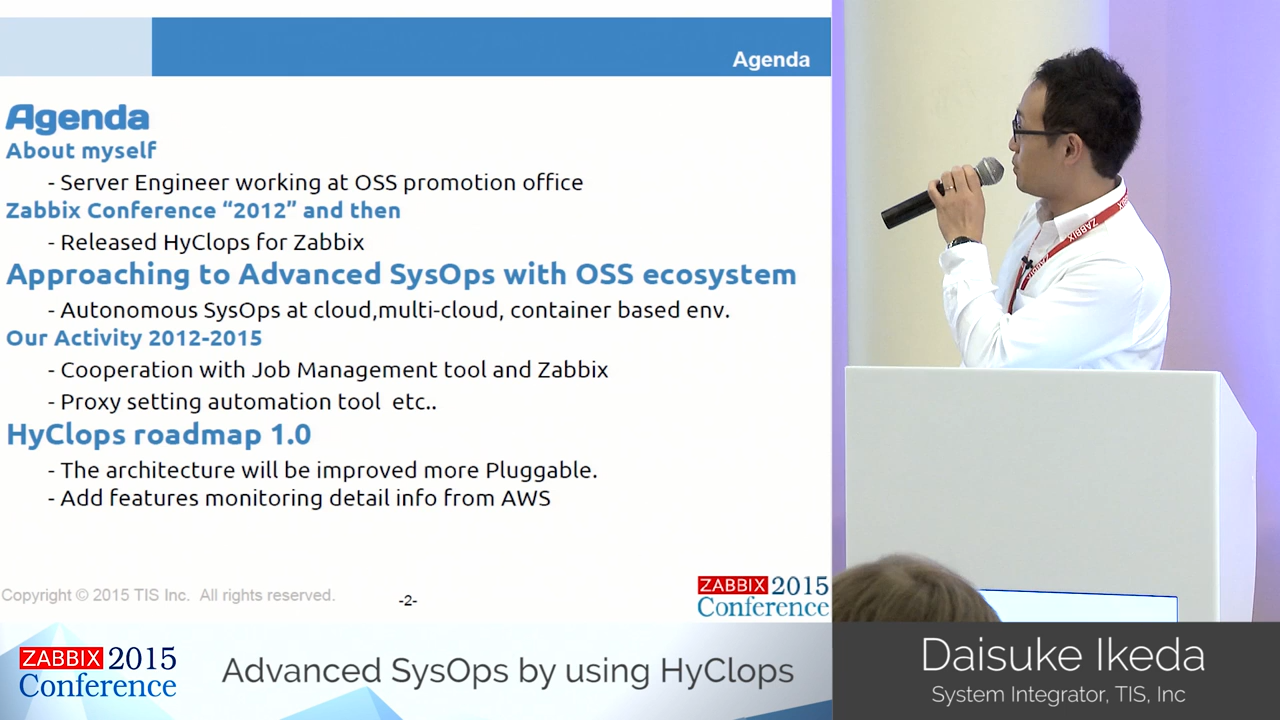 Agenda
Agenda
About myself
- Server Engineer working at OSS promotion office
Zabbix Conference “2012” and then
- Released HyClops for Zabbix
Approaching to Advanced SysOps with OSS ecosystem
- Autonomous SysOps at cloud,multi-cloud, container based env.
Our Activity 2012-2015
- Cooperation with Job Management tool and Zabbix
- Proxy setting automation tool etc..
HyClops roadmap 1.0
- The architecture will be improved more Pluggable.
- Add features monitoring detail info from AWS
Copyright © 2015 TIS Inc. All rights reserved.
-2-
ZABBIX 2015
Conference
ZABBIX 2015
Conference
Advanced SysOps by using HyClops
ZABBIX
ZABBIX
Daisuke Ikeda
System Integrator, TIS, Inc